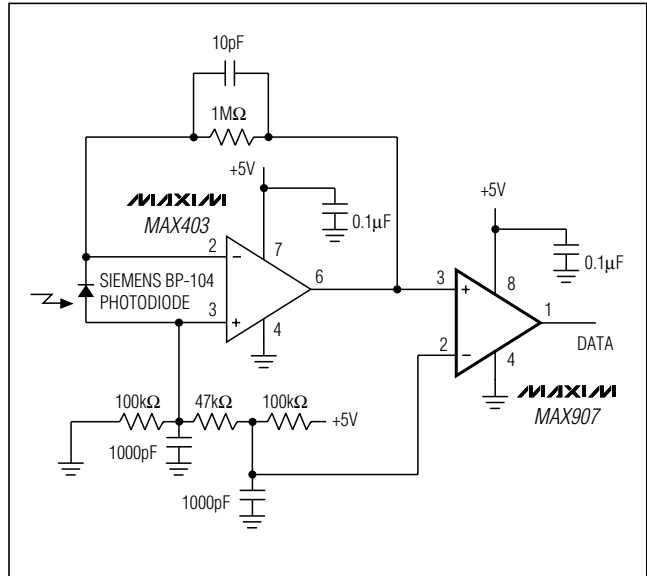 10pF
1MΩ
+5V
MAXIM
MAX403
0.1µF
+5V
0.1µF
2
−
7
6
SIEMENS BP-104
PHOTODIODE
3
+
4
3
+
8
1
DATA
2
−
4
MAXIM
MAX907
100kΩ
47kΩ
100kΩ
+5V
1000pF
1000pF